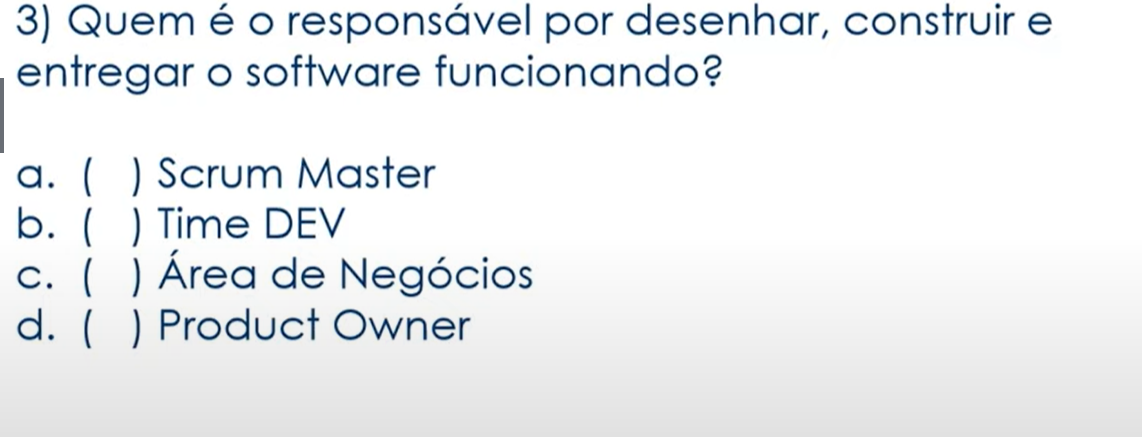 3) Quem é o responsável por desenhar, construir e
entregar o software funcionando?
a. ( ) Scrum Master
b. ( ) Time DEV
c. ( ) Área de Negócios
d. ( ) Product Owner